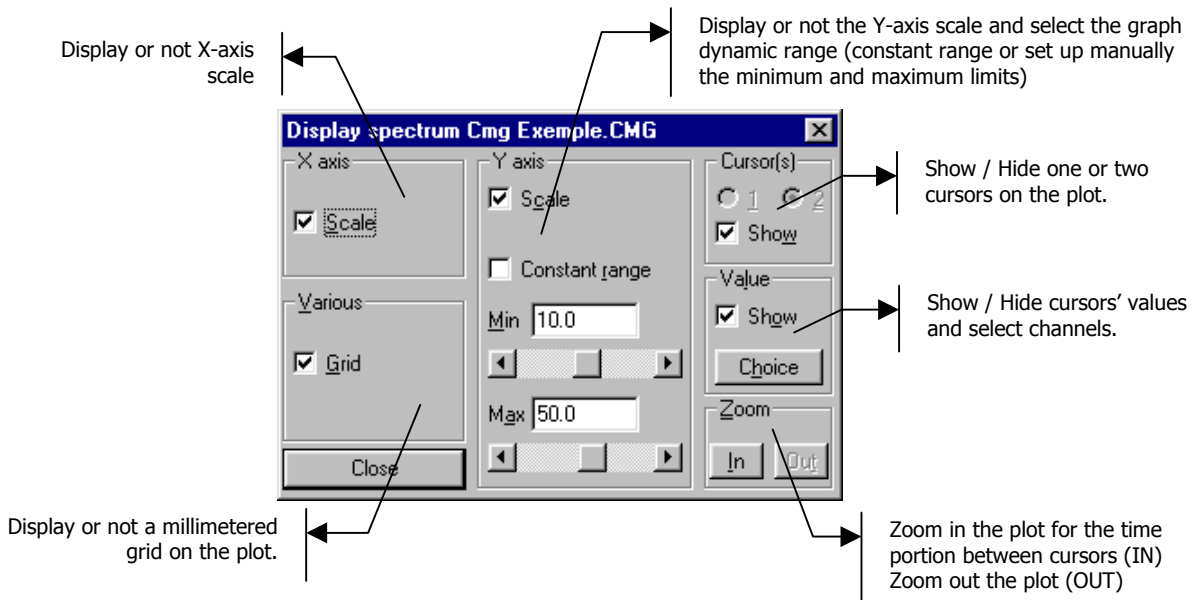 Display or not X-axis
scale
Display or not the Y-axis scale and select the graph
dynamic range (constant range or set up manually
the minimum and maximum limits)
Display spectrum Cmg Exemple.CMG
X axis
Scale
Various
Grid
Close
Y axis
Scale
Constant range
Min 10.0
Max 50.0
Cursor(s)
1 2
Show
Value
Show
Choice
Zoom
In Out
Show / Hide one or two
cursors on the plot.
Show / Hide cursors’ values
and select channels.
Display or not a millimetered
grid on the plot.
Zoom in the plot for the time
portion between cursors (IN)
Zoom out the plot (OUT)